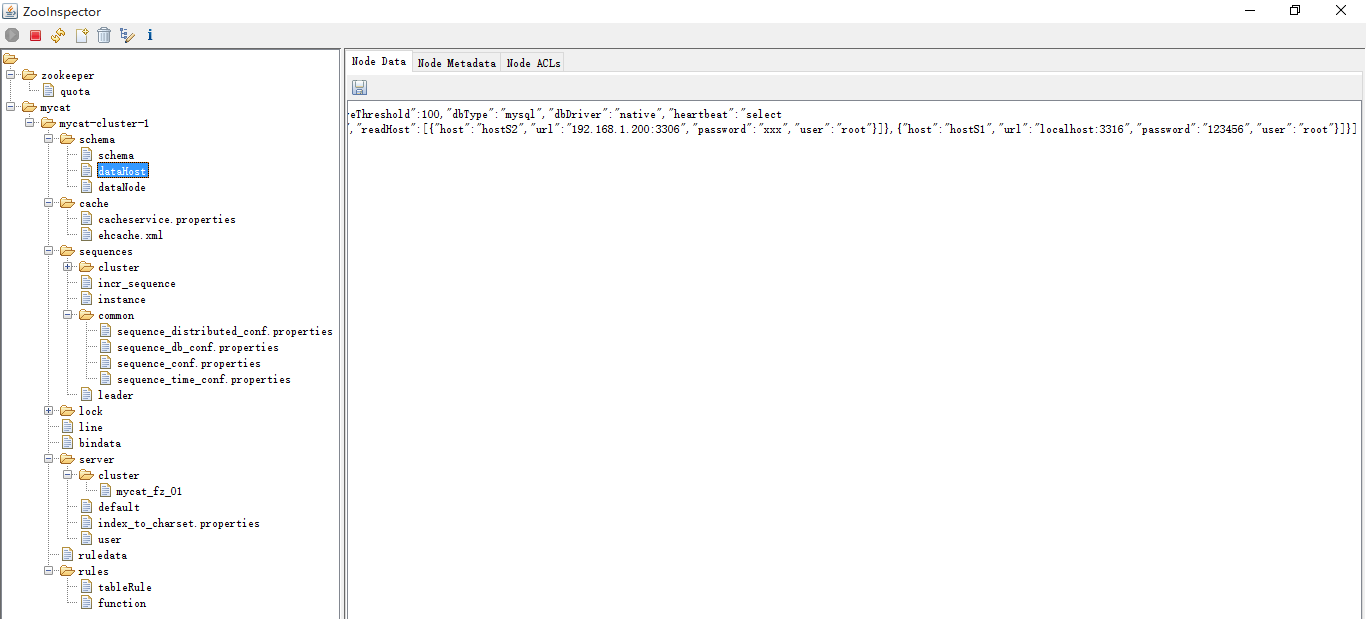 ZooInspector
zookeeper
quota
mycat
mycat-cluster-1
schema
schema
dataHost
dataNode
cache
cacheservice.properties
ehcache.xml
sequences
cluster
incr_sequence
instance
common
sequence_distributed_conf.properties
sequence_db_conf.properties
sequence_conf.properties
sequence_time_conf.properties
leader
lock
line
bindata
server
cluster
mycat_fz_01
default
index_to_charset.properties
user
ruledata
rules
tableRule
function
Node Data Node Metadata Node ACLs
eThreshold":100,"dbType":"mysql","dbDriver":"native","heartbeat":"select
","readHost":[{"host":"hostS2","url":"192.168.1.200:3306","password":"xxx","user":"root"}]},{"host":"hostS1","url":"localhost:3316","password":"123456","user":"root"}]}]